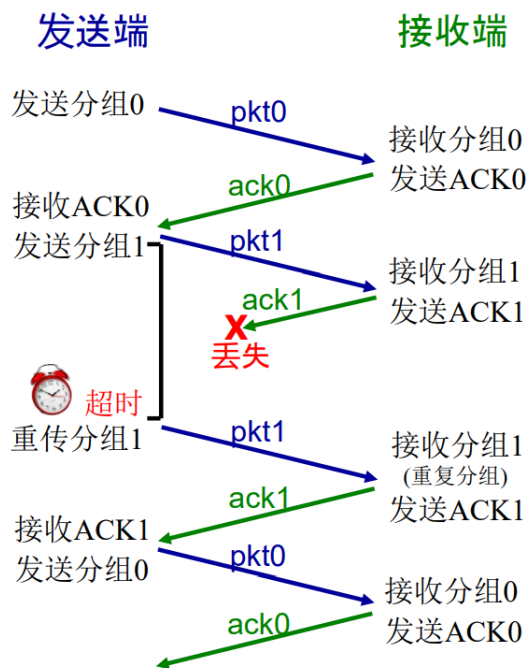 发送端
接收端
发送分组0
pkt0
接收分组0
发送ACK0
ack0
接收ACK0
发送分组1
pkt1
接收分组1
发送ACK1
ack1
X
丢失
超时
重传分组1
pkt1
接收分组1
(重复分组)
发送ACK1
ack1
接收ACK1
发送分组0
pkt0
接收分组0
发送ACK0
ack0